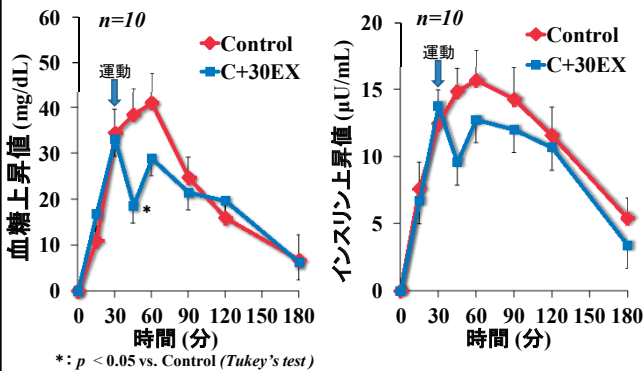 n=10
運動
Control
C+30EX
血糖上昇値 (mg/dL)
60
50
40
30
20
10
0
*
0 30 60 90 120 150 180
時間 (分)
*: p < 0.05 vs. Control (Tukey's test)
n=10
運動
Control
C+30EX
インスリン上昇値 (μU/mL)
20
15
10
5
0
0 30 60 90 120 150 180
時間 (分)